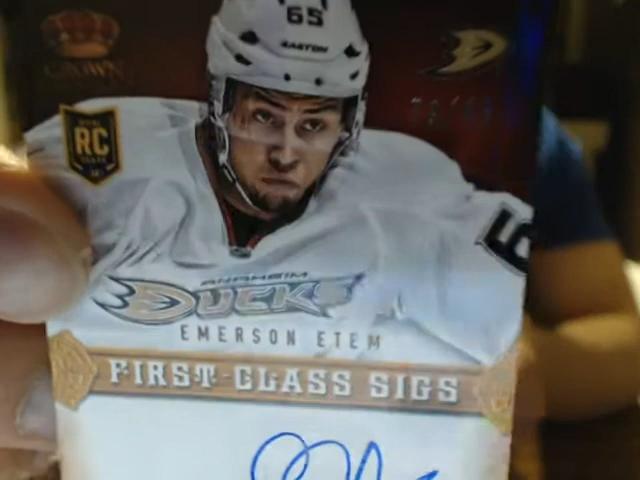 65
EASTON
CROWN
RC
ANAHEIM
DUCKS
EMERSON ETEM
FIRST-CLASS SIGS